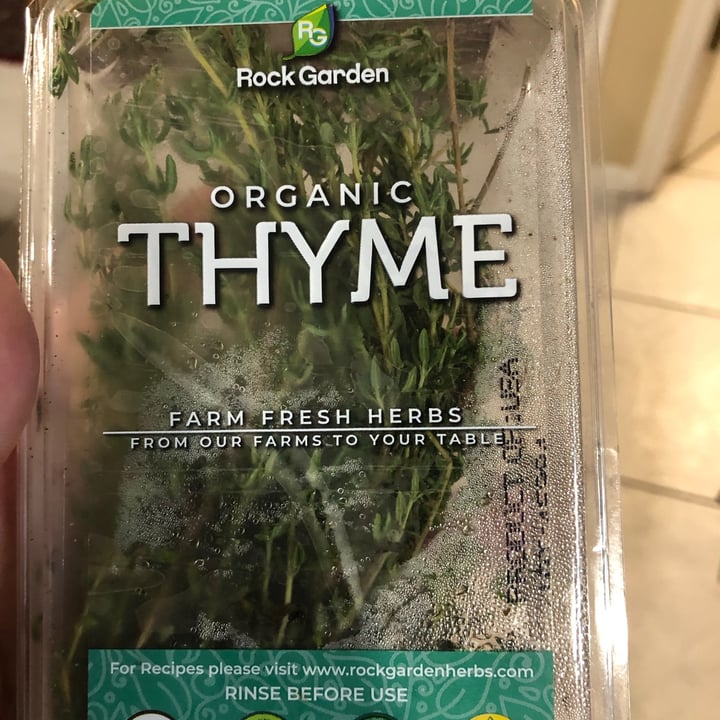 RG
Rock Garden
ORGANIC
THYME
FARM FRESH HERBS
FROM OUR FARMS TO YOUR TABLE
PRODUCT OF USA
For Recipes please visit www.rockgardenherbs.com
RINSE BEFORE USE